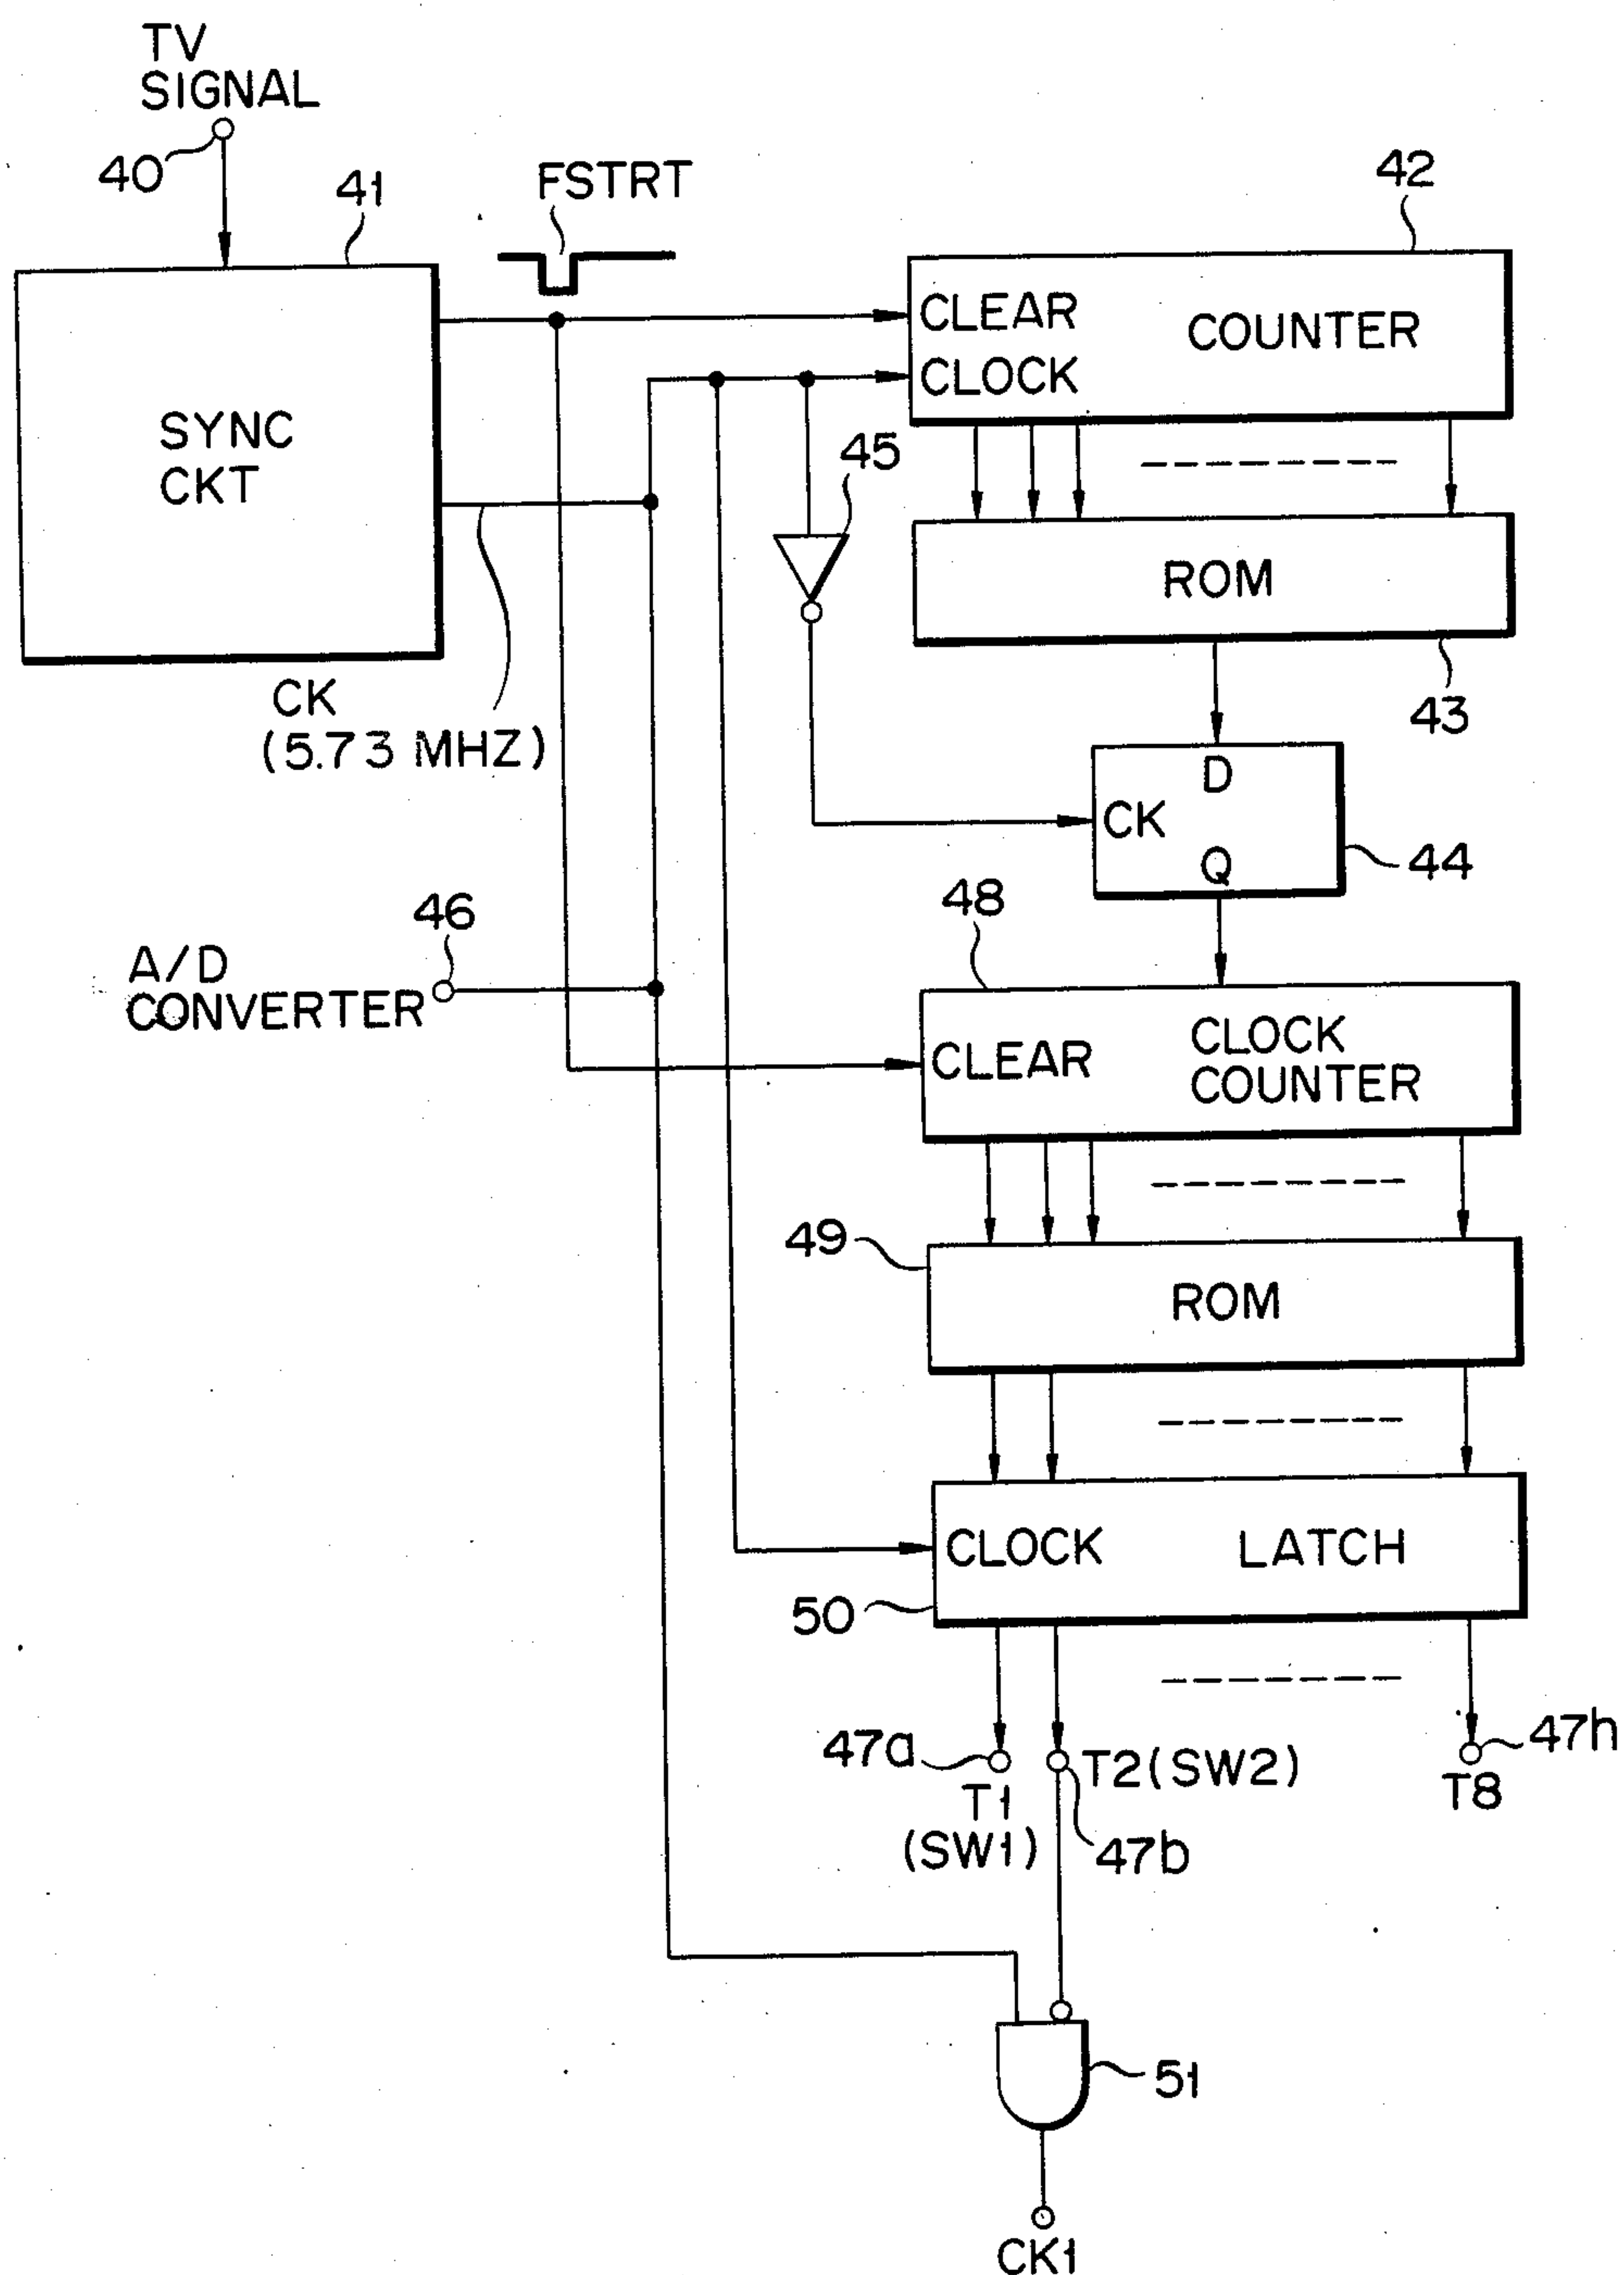 TV
SIGNAL
40
41
FSTRT
42
CLEAR
COUNTER
CLOCK
SYNC
CKT
45
ROM
43
CK
(5.73 MHZ)
D
CK
Q
44
46
48
A/D
CONVERTER
CLEAR
CLOCK
COUNTER
49
ROM
CLOCK
LATCH
50
47a
T1
(SW1)
T2(SW2)
47b
47h
T8
51
CK1